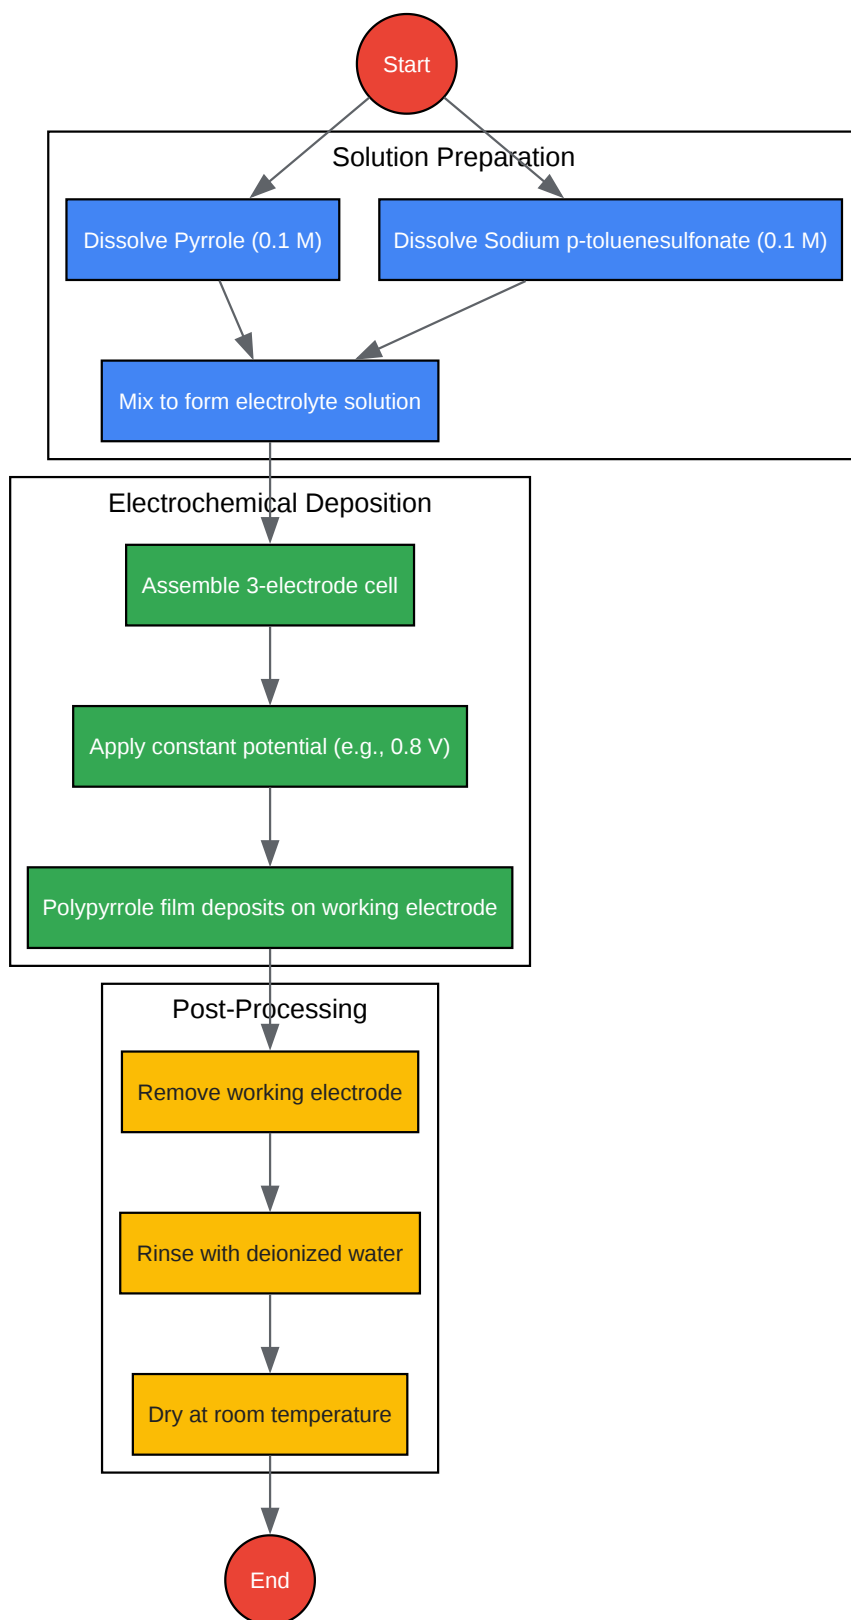 Start
Solution Preparation
Dissolve Pyrrole (0.1 M)
Dissolve Sodium p-toluenesulfonate (0.1 M)
Mix to form electrolyte solution
Electrochemical Deposition
Assemble 3-electrode cell
Apply constant potential (e.g., 0.8 V)
Polypyrrole film deposits on working electrode
Post-Processing
Remove working electrode
Rinse with deionized water
Dry at room temperature
End